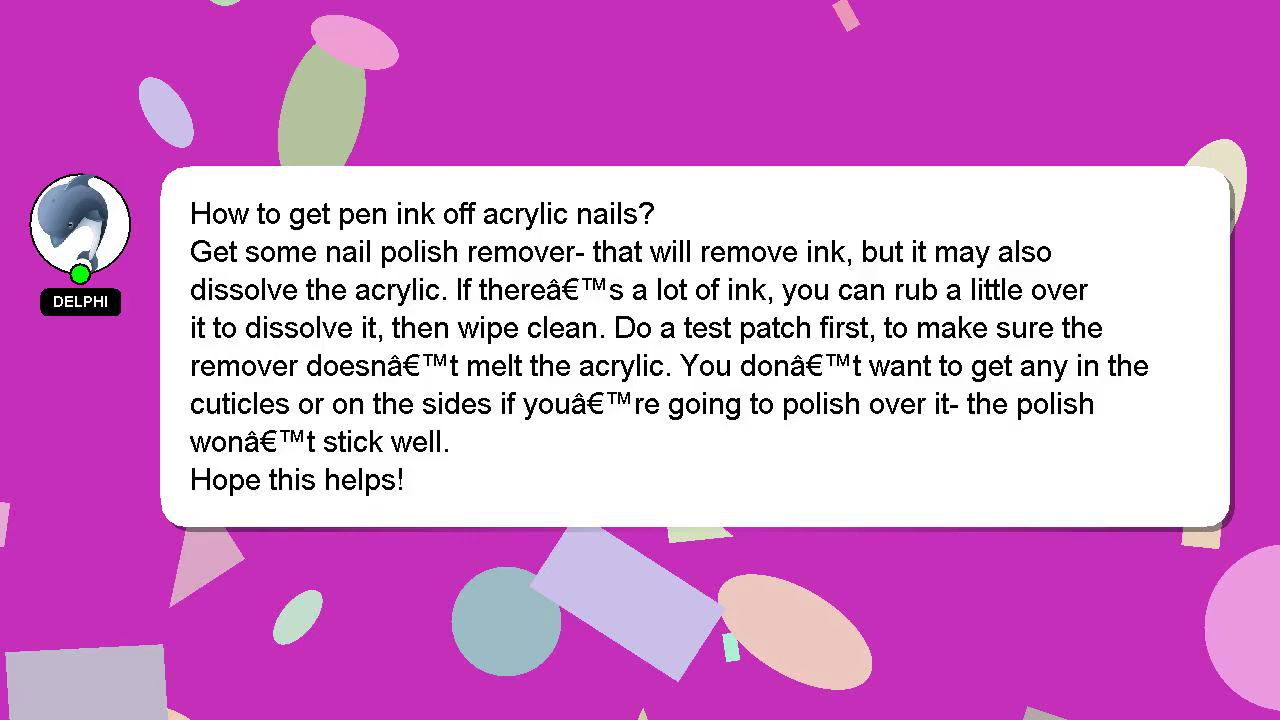 How to get pen ink off acrylic nails?
Get some nail polish remover- that will remove ink, but it may also
dissolve the acrylic. If thereâ€™s a lot of ink, you can rub a little over
it to dissolve it, then wipe clean. Do a test patch first, to make sure the
remover doesnâ€™t melt the acrylic. You donâ€™t want to get any in the
cuticles or on the sides if youâ€™re going to polish over it- the polish
wonâ€™t stick well.
Hope this helps!
DELPHI